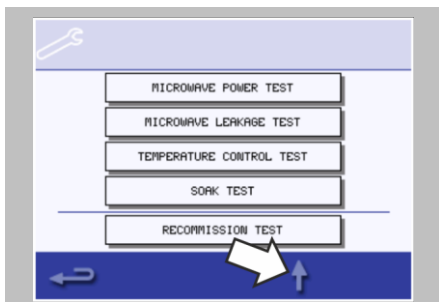 MICROWAVE POWER TEST
MICROWAVE LEAKAGE TEST
TEMPERATURE CONTROL TEST
SOAK TEST
RECOMMISSION TEST